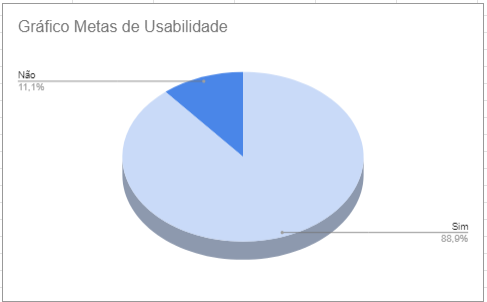 Gráfico Metas de Usabilidade
Não
11,1%
Sim
88,9%